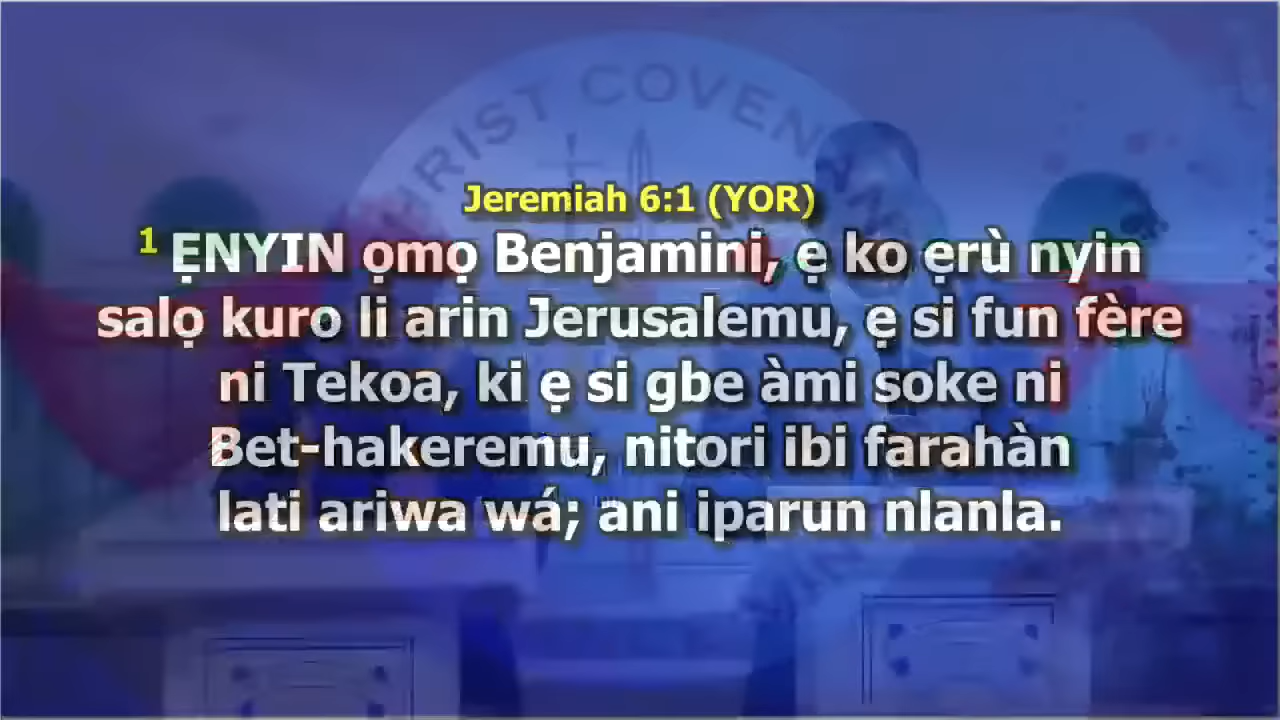 CHRIST COVENAN
Jeremiah 6:1 (YOR)
1 ẸNYIN ọmọ Benjamini, ẹ ko ẹrù nyin
salọ kuro li arin Jerusalemu, ẹ si fun fère
ni Tekoa, ki ẹ si gbe àmi soke ni
Bet-hakeremu, nitori ibi farahàn
lati ariwa wá; ani iparun nlanla.